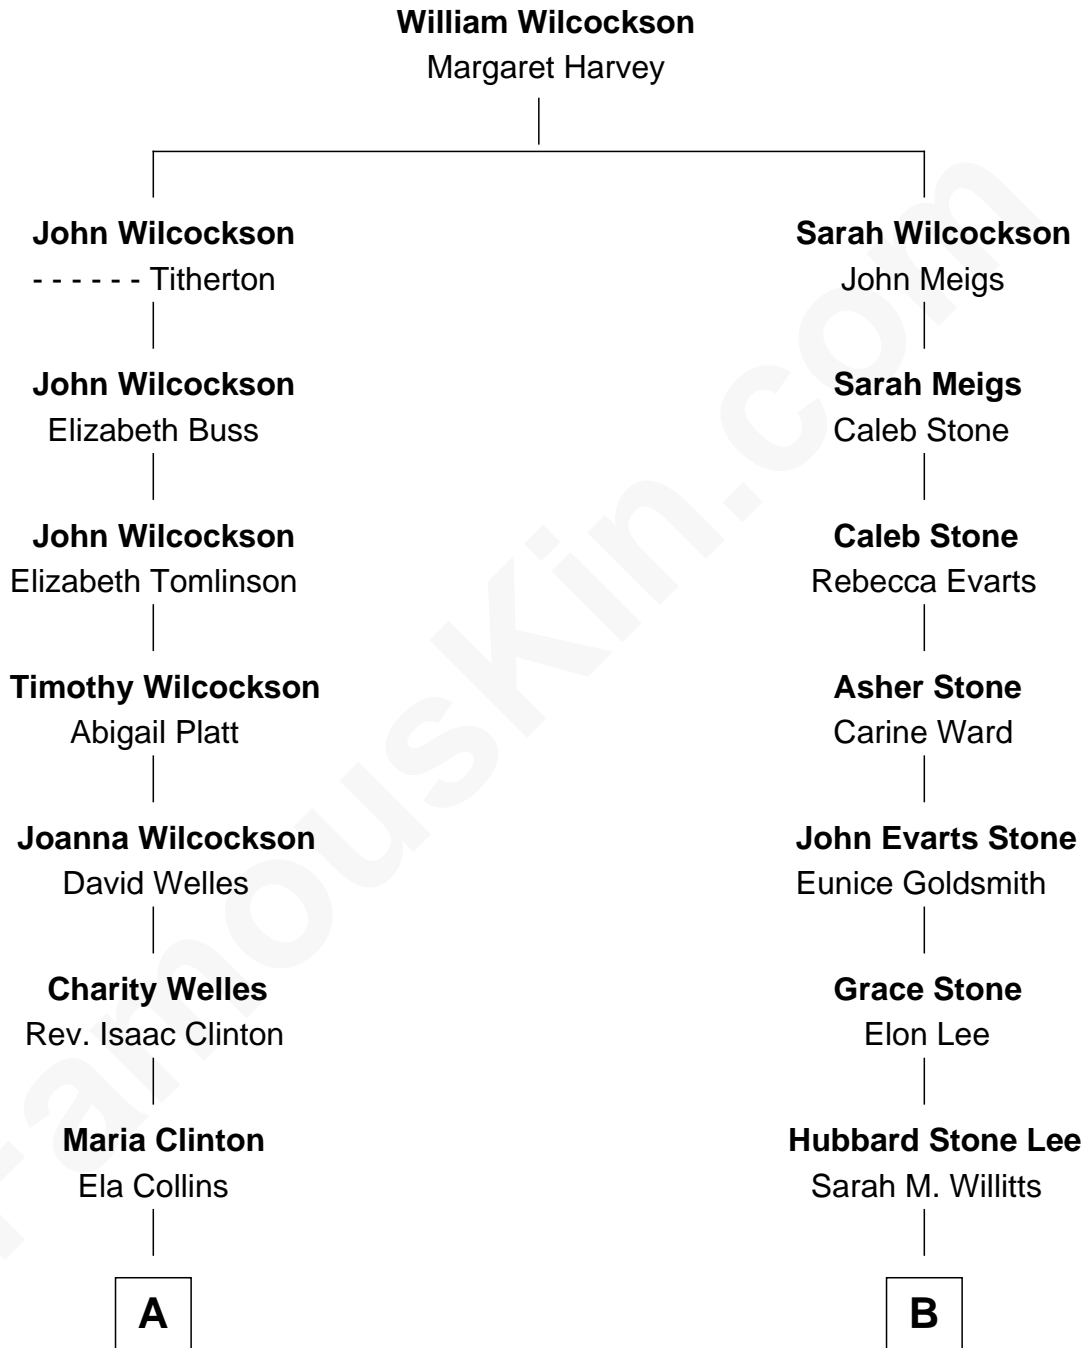 William Wilcockson
Margaret Harvey
John Wilcockson
- - - - - - Titherton
John Wilcockson
Elizabeth Buss
John Wilcockson
Elizabeth Tomlinson
Timothy Wilcockson
Abigail Platt
Joanna Wilcockson
David Welles
Charity Welles
Rev. Isaac Clinton
Maria Clinton
Ela Collins
A
Sarah Wilcockson
John Meigs
Sarah Meigs
Caleb Stone
Caleb Stone
Rebecca Evarts
Asher Stone
Carine Ward
John Evarts Stone
Eunice Goldsmith
Grace Stone
Elon Lee
Hubbard Stone Lee
Sarah M. Willitts
B
FamousKin.com